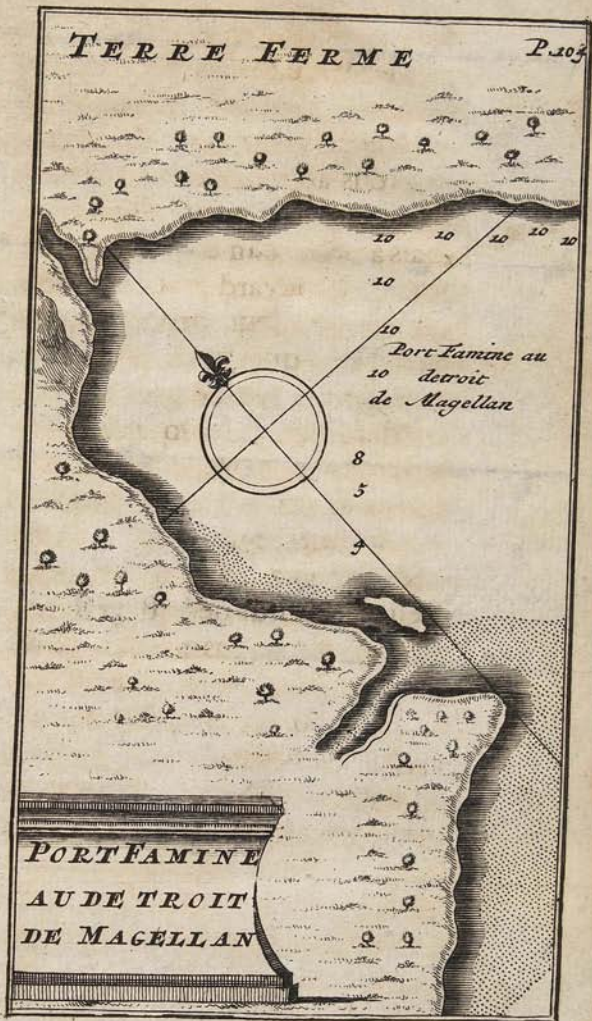 TERRE FERME P. 104
10 10 10 10 10
10
10
Port Famine au
10 detroit
de Magellan
8
5
4
PORT FAMINE
AU DE TROIT
DE MAGELLAN